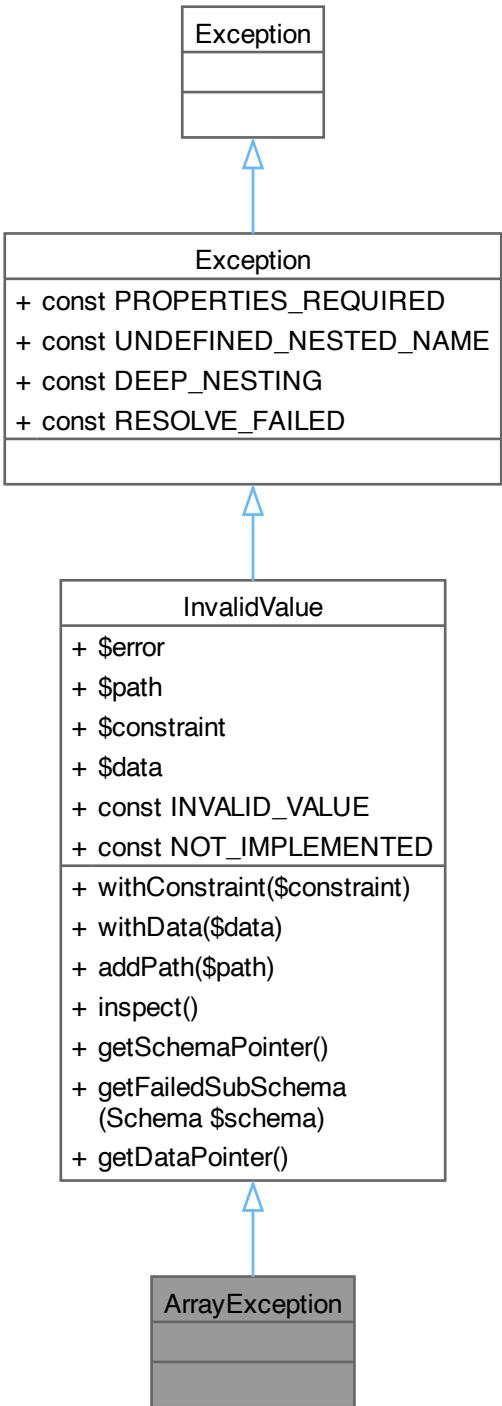 Exception
Exception
+ const PROPERTIES_REQUIRED
+ const UNDEFINED_NESTED_NAME
+ const DEEP_NESTING
+ const RESOLVE_FAILED
InvalidValue
+ $error
+ $path
+ $constraint
+ $data
+ const INVALID_VALUE
+ const NOT_IMPLEMENTED
+ withConstraint($constraint)
+ withData($data)
+ addPath($path)
+ inspect()
+ getSchemaPointer()
+ getFailedSubSchema
(Schema $schema)
+ getDataPointer()
ArrayException